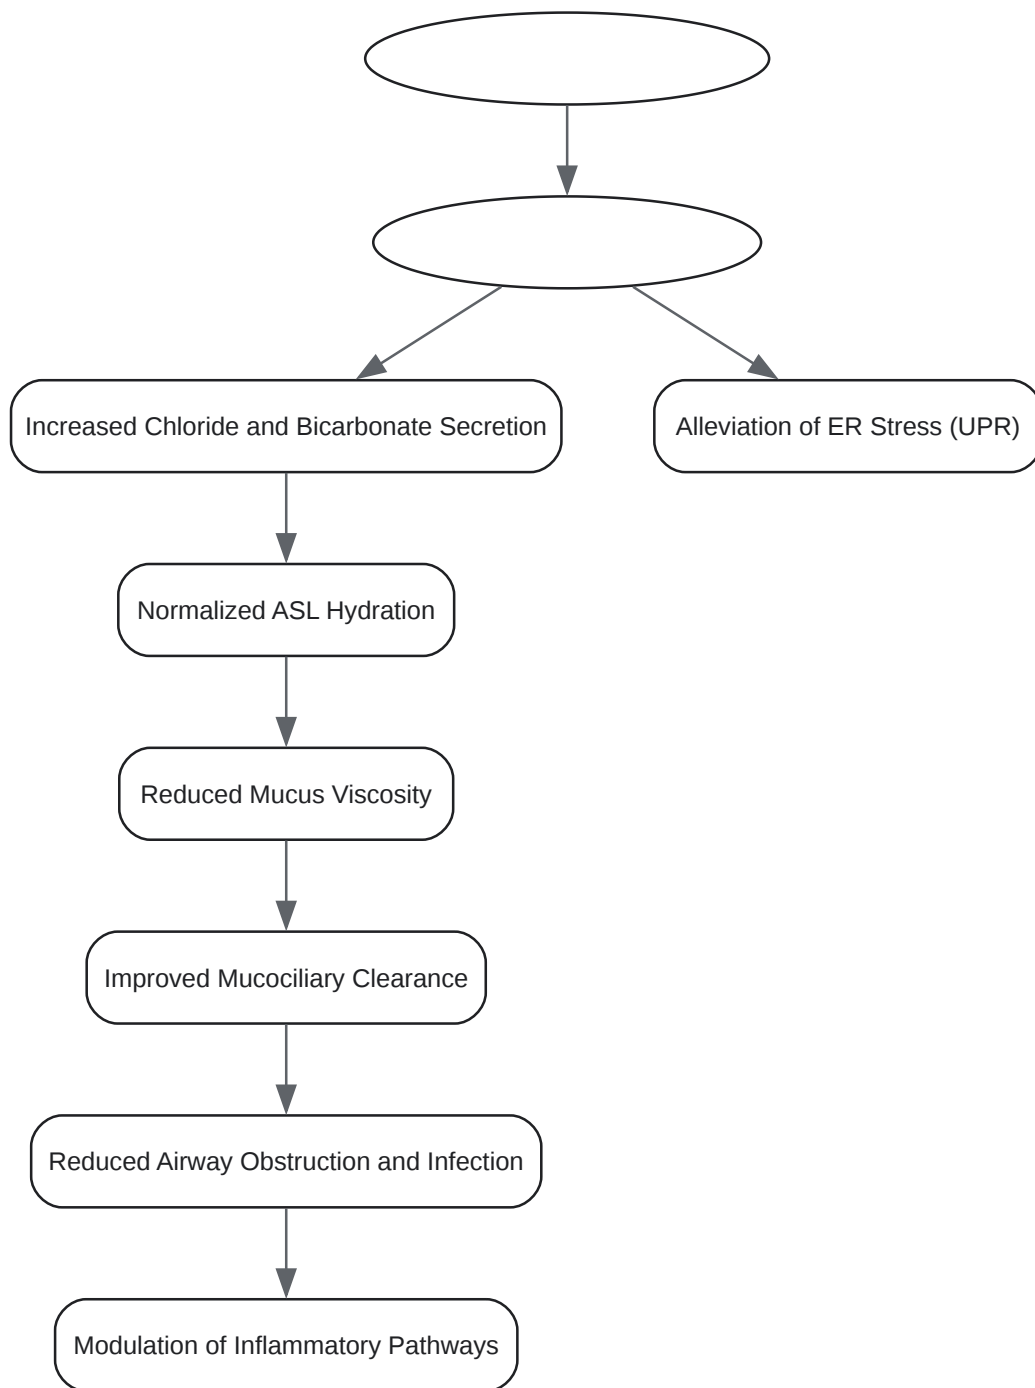 Increased Chloride and Bicarbonate Secretion
Alleviation of ER Stress (UPR)
Normalized ASL Hydration
Reduced Mucus Viscosity
Improved Mucociliary Clearance
Reduced Airway Obstruction and Infection
Modulation of Inflammatory Pathways